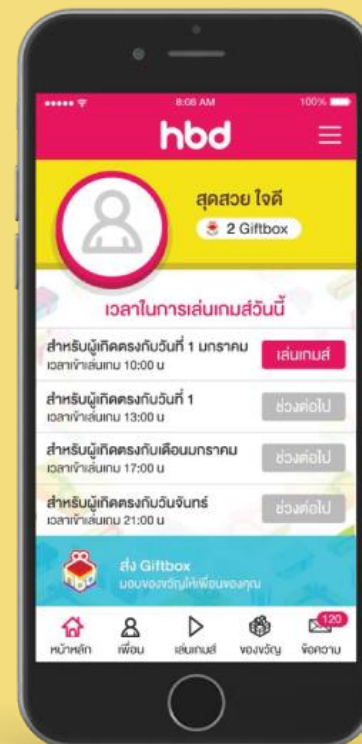 8:08 AM
100%
hbd
สุดสวย ใจดี
2 Giftbox
เวลาในการเล่นเกมส์วันนี้
สำหรับผู้เกิดตรงกับวันที่ 1 มกราคม
เวลาเข้าเล่นเกม 10:00 น
เล่นเกมส์
สำหรับผู้เกิดตรงกับวันที่ 1
เวลาเข้าเล่นเกม 13:00 น
ช่วงต่อไป
สำหรับผู้เกิดตรงกับเดือนมกราคม
เวลาเข้าเล่นเกม 17:00 น
ช่วงต่อไป
สำหรับผู้เกิดตรงกับวันจันทร์
เวลาเข้าเล่นเกม 21:00 น
ช่วงต่อไป
hbd
ส่ง Giftbox
มอบของขวัญให้เพื่อนของคุณ
120
หน้าหลัก เพื่อน เล่นเกมส์ ของขวัญ ข้อความ